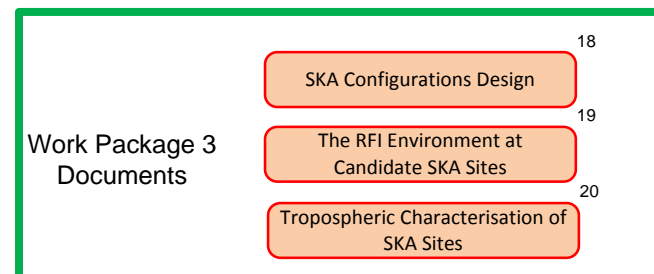 Work Package 3
Documents
18
SKA Configurations Design
19
The RFI Environment at
Candidate SKA Sites
20
Tropospheric Characterisation of
SKA Sites